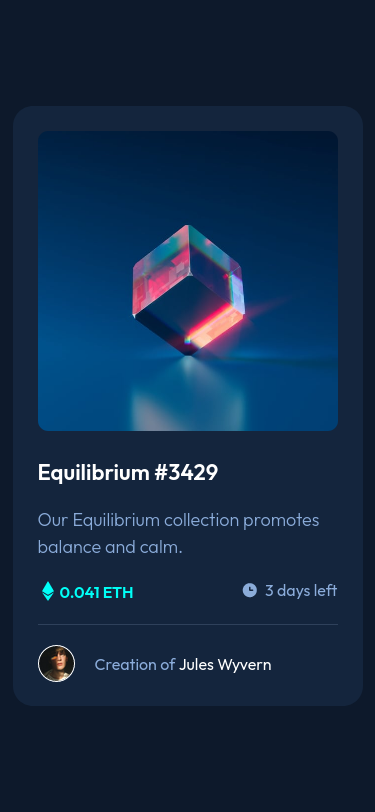 Equilibrium #3429
Our Equilibrium collection promotes
balance and calm.
0.041 ETH
3 days left
Creation of Jules Wyvern